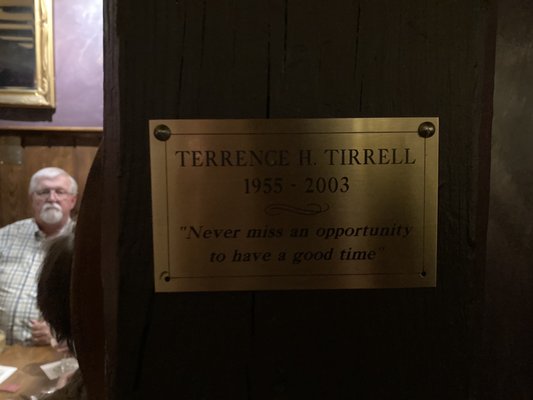 TERRENCE H. TIRRELL
1955 - 2003
"Never miss an opportunity
to have a good time"